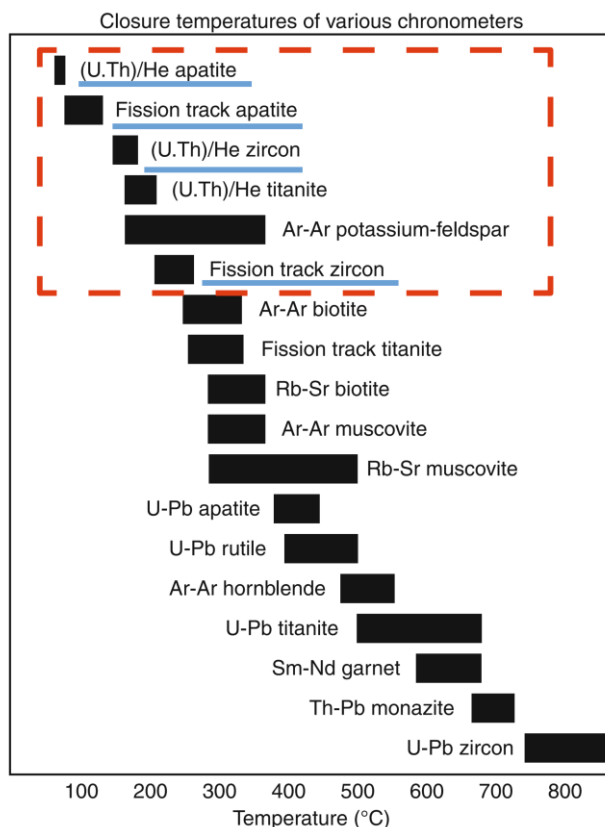 Closure temperatures of various chronometers
(U.Th)/He apatite
Fission track apatite
(U.Th)/He zircon
(U.Th)/He titanite
Ar-Ar potassium-feldspar
Fission track zircon
Ar-Ar biotite
Fission track titanite
Rb-Sr biotite
Ar-Ar muscovite
Rb-Sr muscovite
U-Pb apatite
U-Pb rutile
Ar-Ar hornblende
U-Pb titanite
Sm-Nd garnet
Th-Pb monazite
U-Pb zircon
100 200 300 400 500 600 700 800
Temperature (°C)